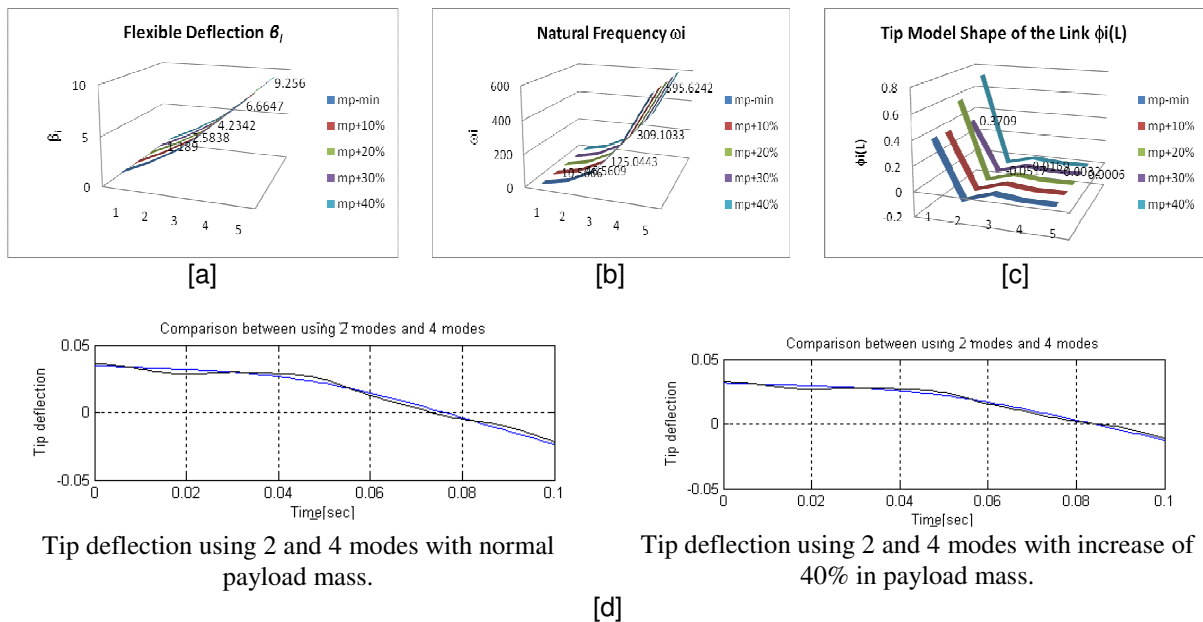 Flexible Deflection βi
10
5
0
βi
9.256
6.6647
4.2342
1.289
1 2 3 4 5
mp-min
mp+10%
mp+20%
mp+30%
mp+40%
[a]
Natural Frequency ωi
600
400
200
0
ωi
309.1033
125.0443
1 2 3 4 5
mp-min
mp+10%
mp+20%
mp+30%
mp+40%
[b]
Tip Model Shape of the Link ϕi(L)
0.8
0.6
0.4
0.2
0
-0.2
ϕi(L)
0.3709
1 2 3 4 5
mp-min
mp+10%
mp+20%
mp+30%
mp+40%
[c]
Comparison between using 2 modes and 4 modes
0.05
0
-0.05
Tip deflection
0 0.02 0.04 0.06 0.08 0.1
Time[sec]
Tip deflection using 2 and 4 modes with normal
payload mass.
Comparison between using 2 modes and 4 modes
0.05
0
-0.05
Tip deflection
0 0.02 0.04 0.06 0.08 0.1
Time[sec]
Tip deflection using 2 and 4 modes with increase of
40% in payload mass.
[d]